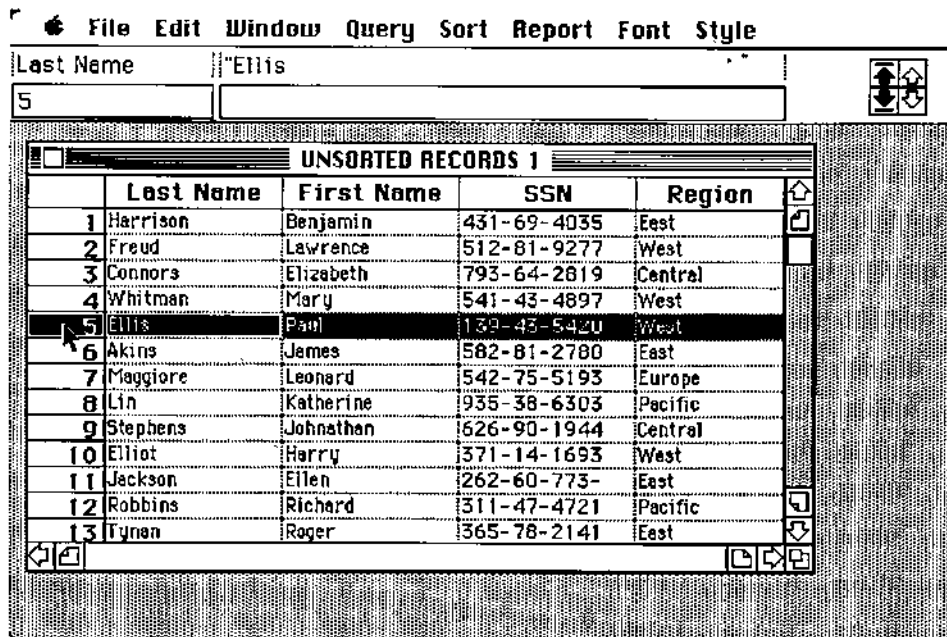 File Edit Window Query Sort Report Font Style
Last Name "Ellis
5
UNSORTED RECORDS 1
Last Name First Name SSN Region
1 Harrison Benjamin 431-69-4035 East
2 Freud Lawrence 512-81-9277 West
3 Connors Elizabeth 793-64-2819 Central
4 Whitman Mary 541-43-4897 West
5 Ellis Paul 139-43-5420 West
6 Akins James 582-81-2780 East
7 Maggiore Leonard 542-75-5193 Europe
8 Lin Katherine 935-38-6303 Pacific
9 Stephens Johnathan 626-90-1944 Central
10 Elliot Harry 371-14-1693 West
11 Jackson Ellen 262-60-773- East
12 Robbins Richard 311-47-4721 Pacific
13 Tynan Roger 365-78-2141 East